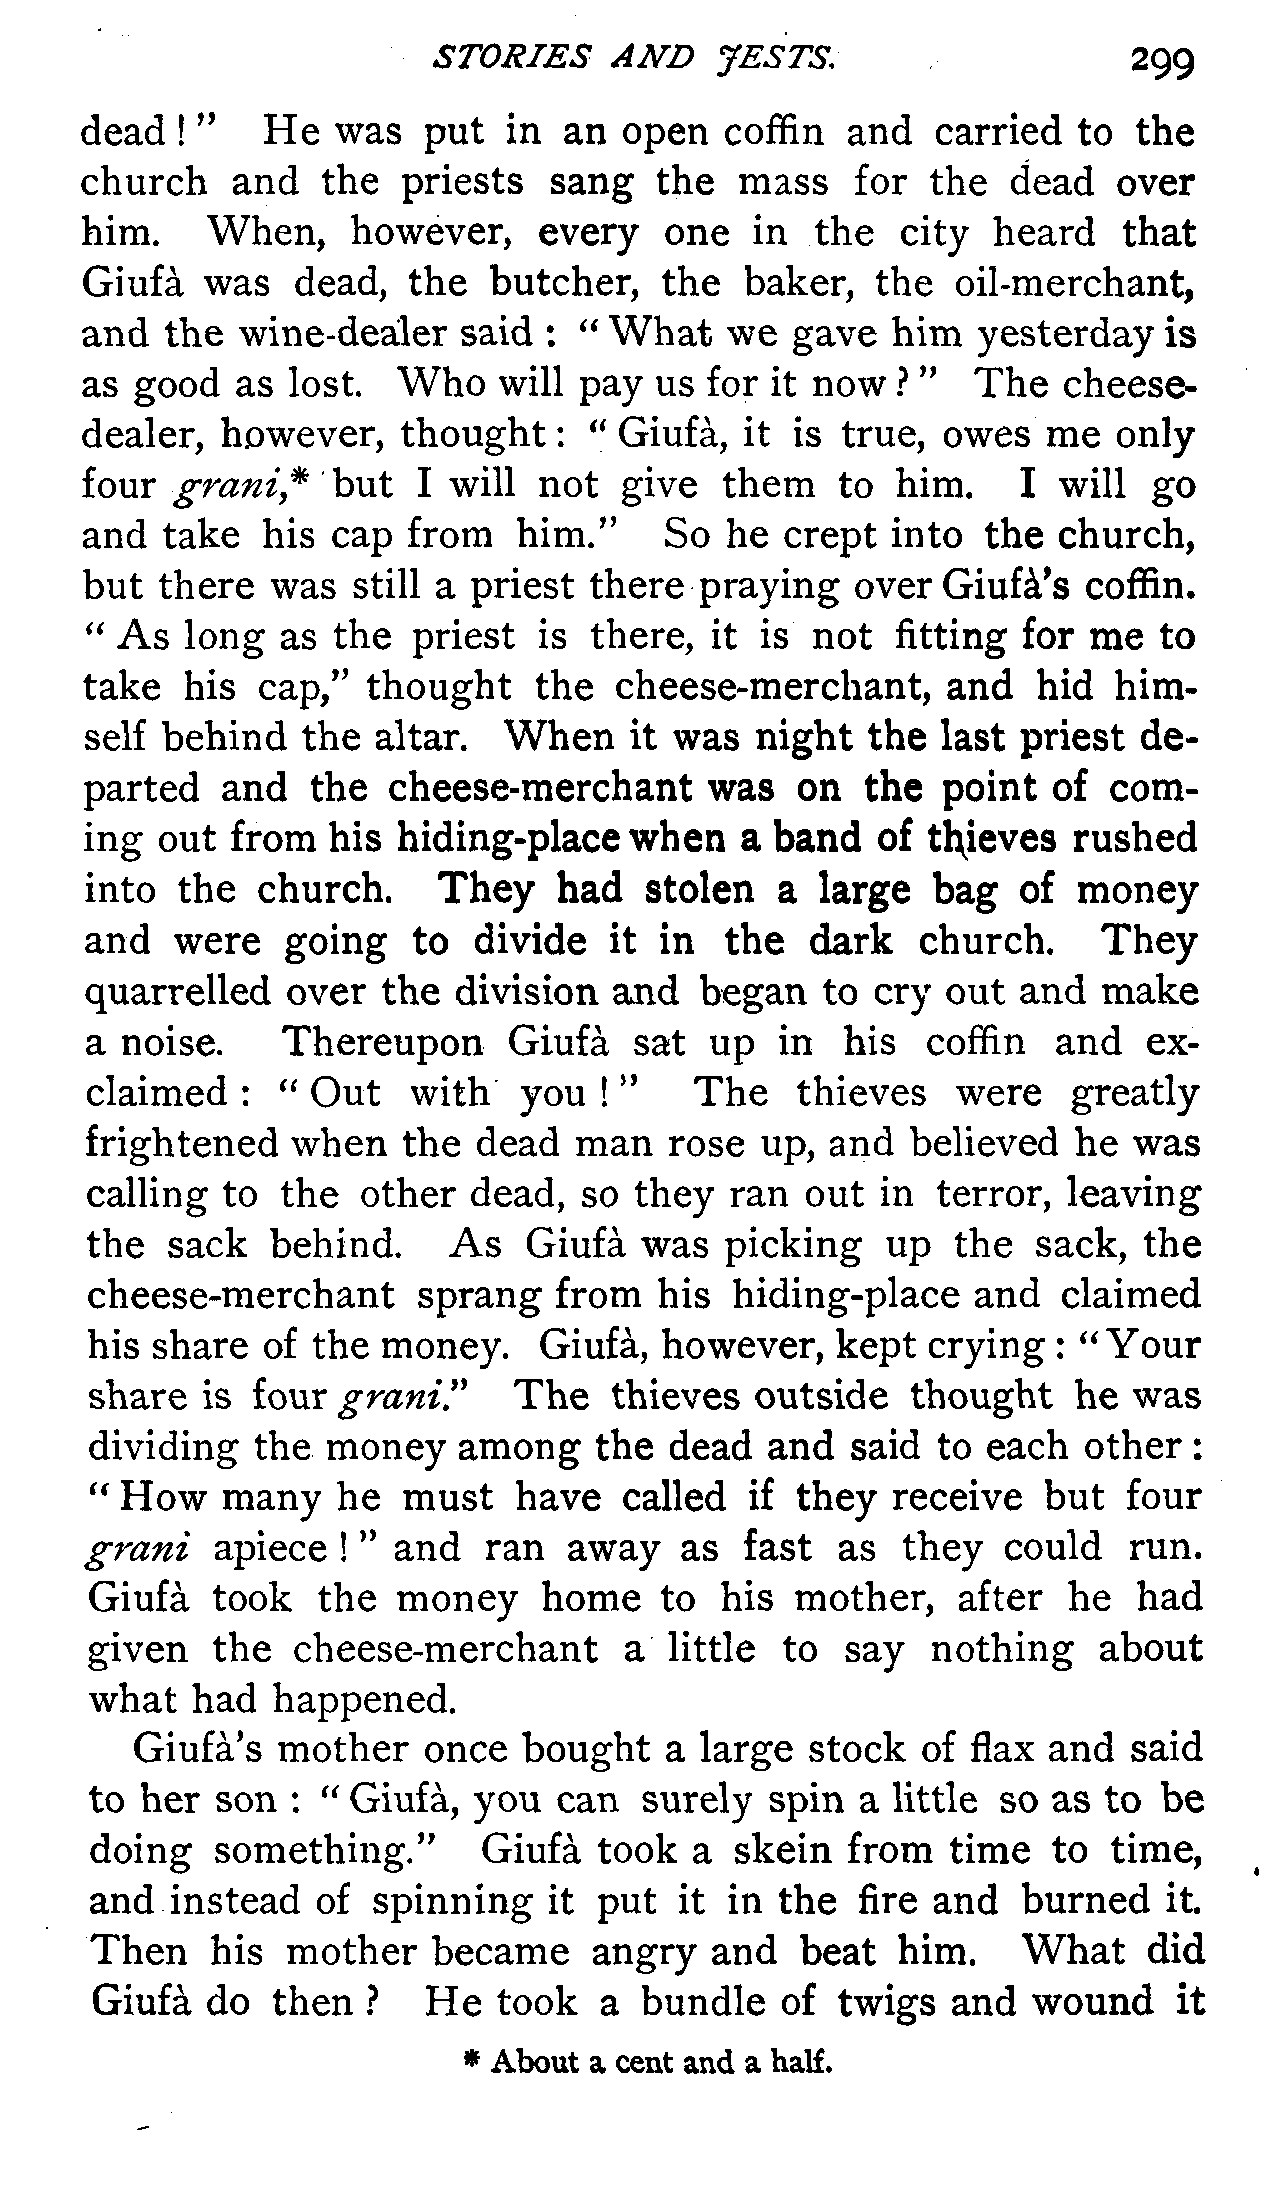 STORIES AND JESTS. 299
dead ! " He was put in an open coffin and carried to the
church and the priests sang the mass for the dead over
him. When, however, every one in the city heard that
Giufà was dead, the butcher, the baker, the oil-merchant,
and the wine-dealer said : " What we gave him yesterday is
as good as lost. Who will pay us for it now ? " The cheese-
dealer, however, thought : " Giufà, it is true, owes me only
four grani,* but I will not give them to him. I will go
and take his cap from him." So he crept into the church,
but there was still a priest there praying over Giufà's coffin.
" As long as the priest is there, it is not fitting for me to
take his cap," thought the cheese-merchant, and hid him-
self behind the altar. When it was night the last priest de-
parted and the cheese-merchant was on the point of com-
ing out from his hiding-place when a band of thieves rushed
into the church. They had stolen a large bag of money
and were going to divide it in the dark church. They
quarrelled over the division and began to cry out and make
a noise. Thereupon Giufà sat up in his coffin and ex-
claimed : " Out with you ! " The thieves were greatly
frightened when the dead man rose up, and believed he was
calling to the other dead, so they ran out in terror, leaving
the sack behind. As Giufà was picking up the sack, the
cheese-merchant sprang from his hiding-place and claimed
his share of the money. Giufà, however, kept crying : " Your
share is four grani." The thieves outside thought he was
dividing the money among the dead and said to each other :
" How many he must have called if they receive but four
grani apiece ! " and ran away as fast as they could run.
Giufà took the money home to his mother, after he had
given the cheese-merchant a little to say nothing about
what had happened.
Giufà's mother once bought a large stock of flax and said
to her son : " Giufà, you can surely spin a little so as to be
doing something." Giufà took a skein from time to time,
and instead of spinning it put it in the fire and burned it.
Then his mother became angry and beat him. What did
Giufà do then ? He took a bundle of twigs and wound it
* About a cent and a half.